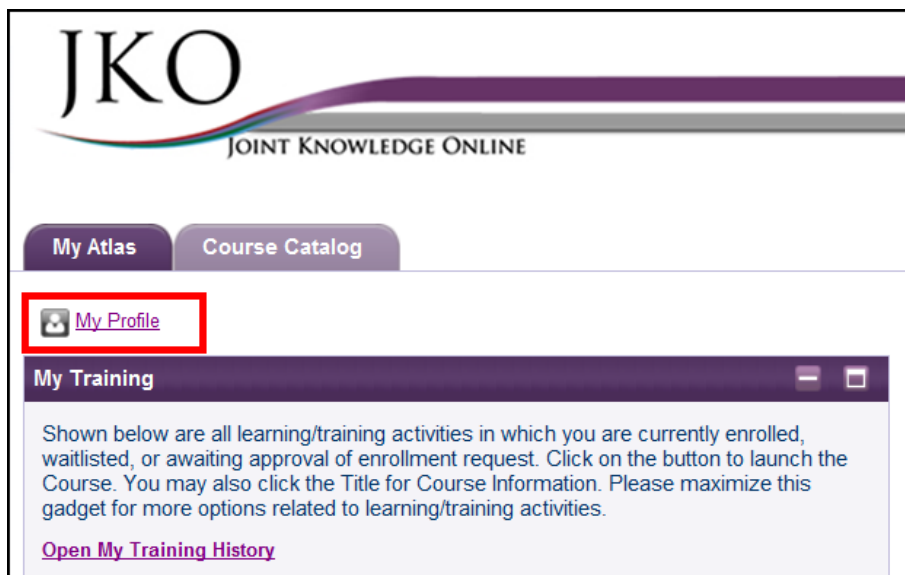 JKO
JOINT KNOWLEDGE ONLINE
My Atlas
Course Catalog
My Profile
My Training
Shown below are all learning/training activities in which you are currently enrolled,
waitlisted, or awaiting approval of enrollment request. Click on the button to launch the
Course. You may also click the Title for Course Information. Please maximize this
gadget for more options related to learning/training activities.
Open My Training History